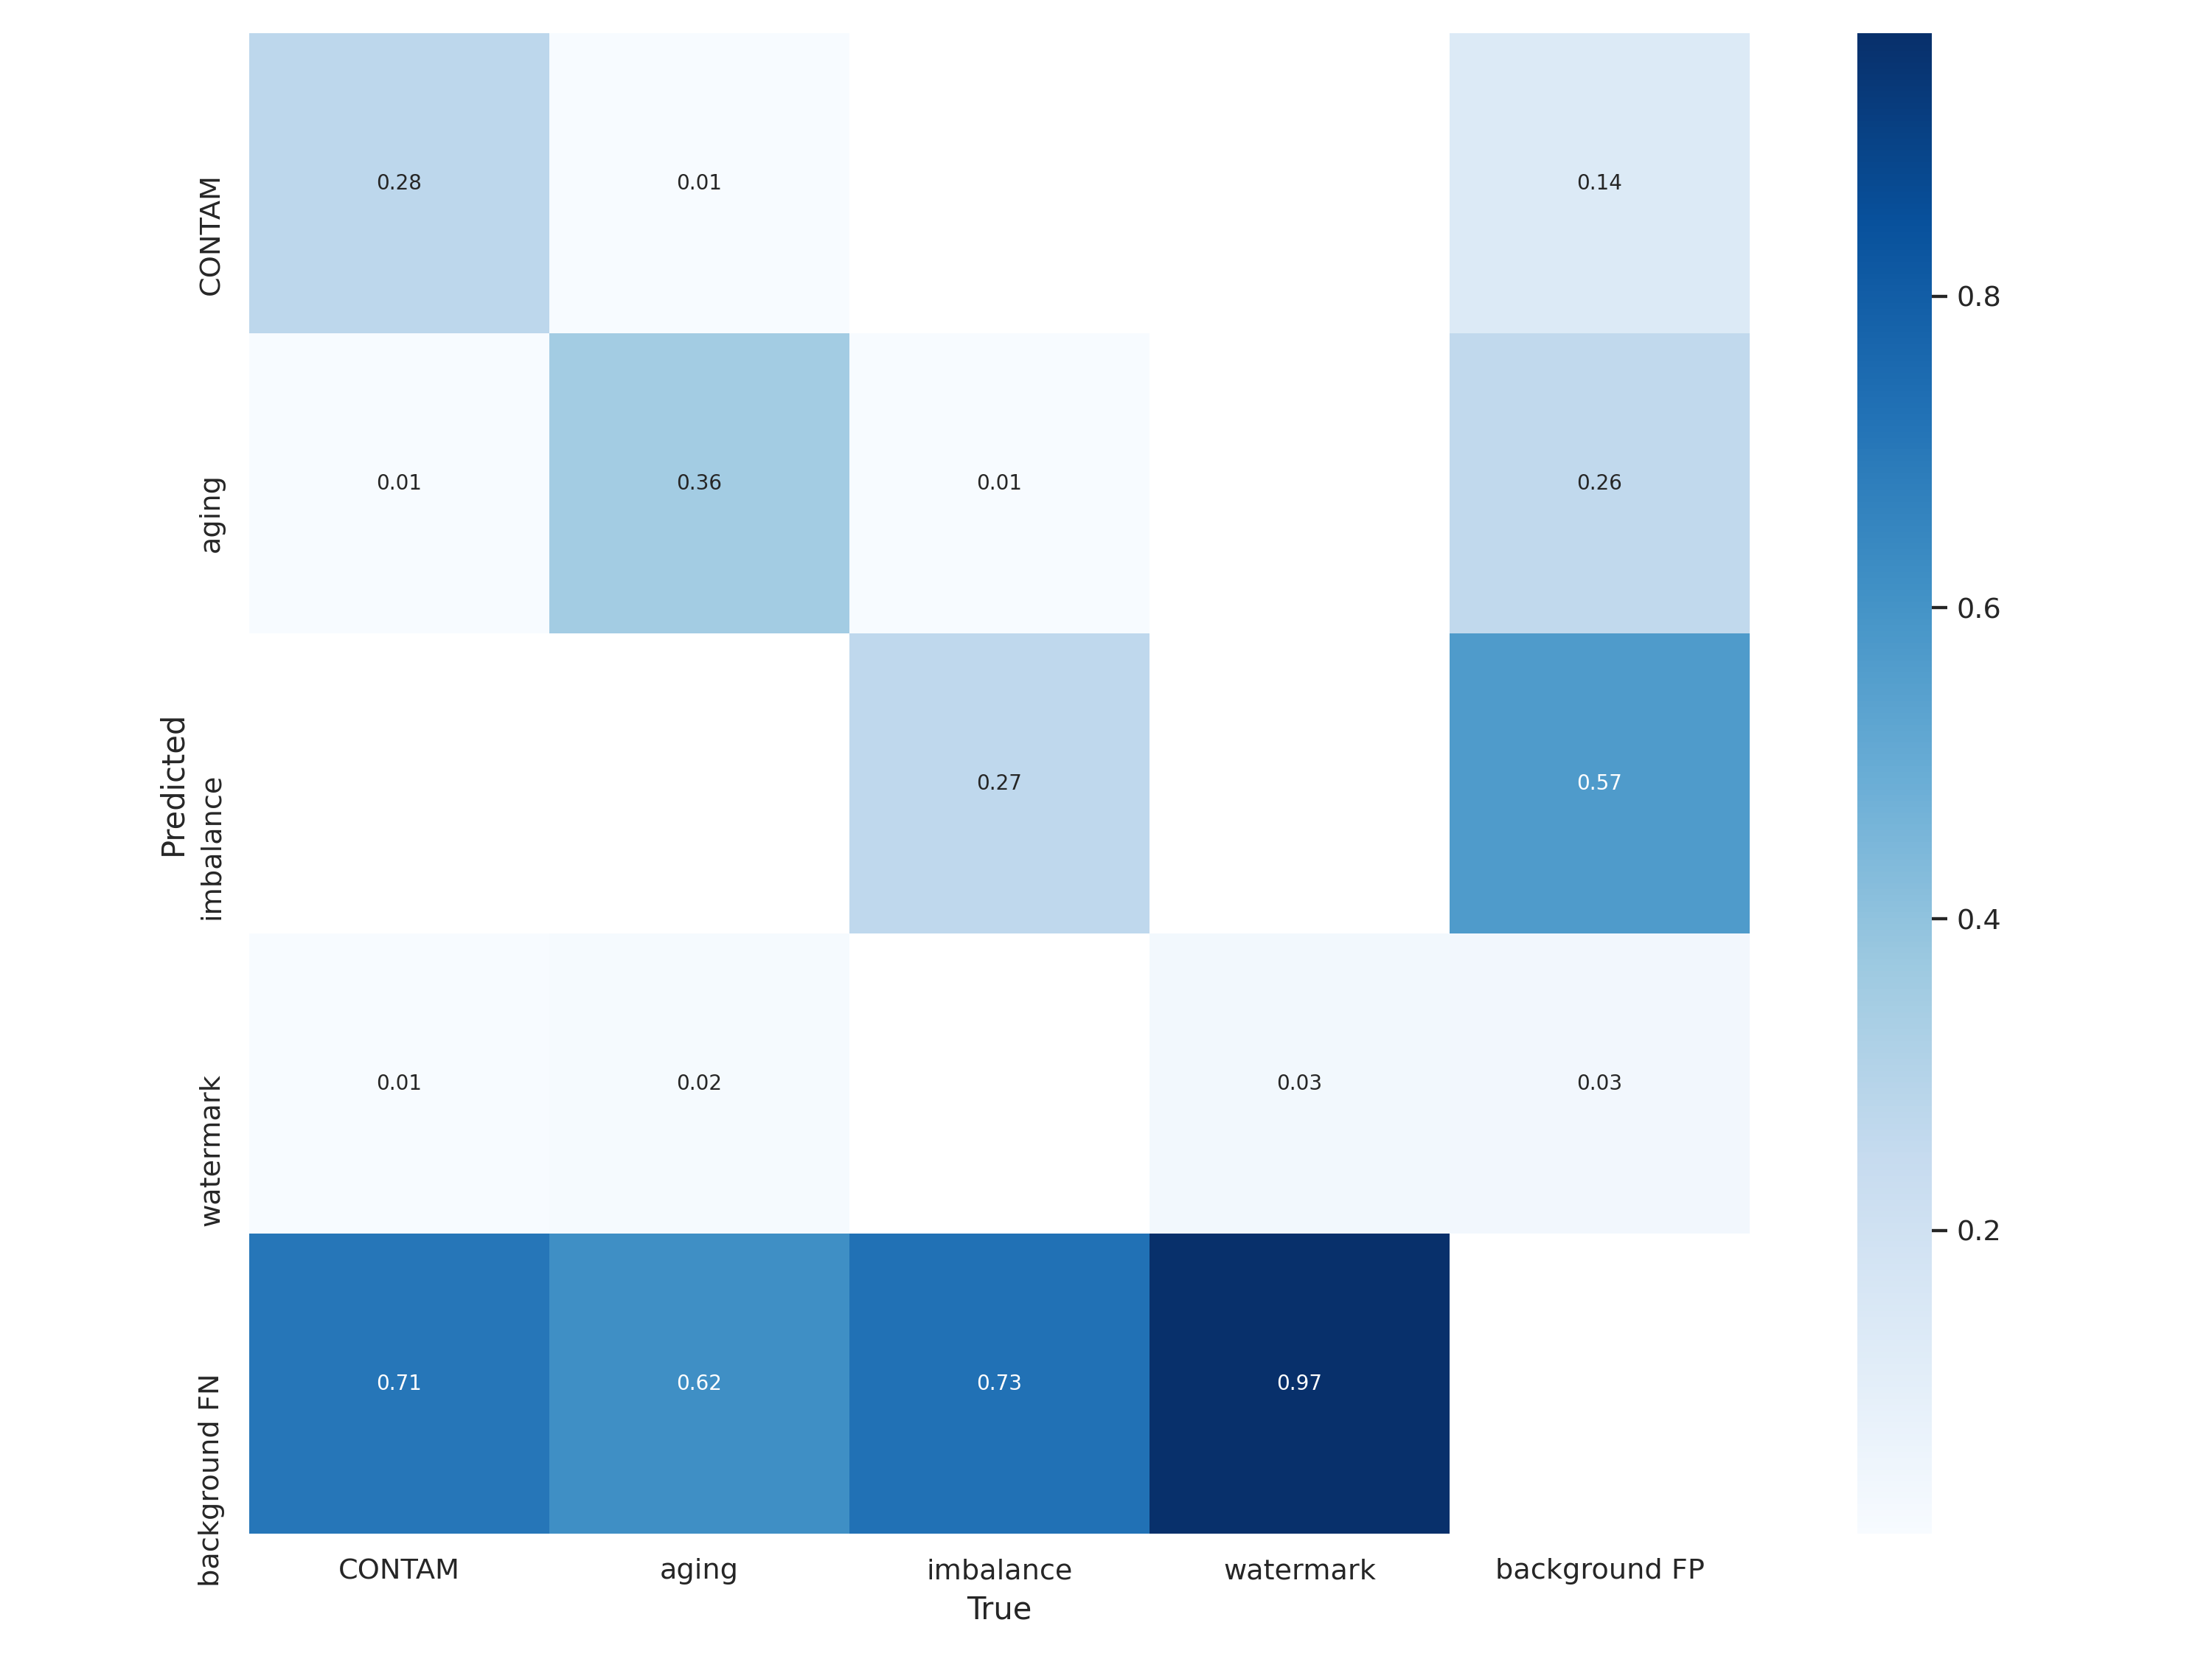 CONTAM
0.28
0.01
0.14
0.8
aging
0.01
0.36
0.01
0.26
0.6
Predicted
imbalance
0.27
0.57
0.4
watermark
0.01
0.02
0.03
0.03
0.2
background FN
0.71
0.62
0.73
0.97
CONTAM
aging
imbalance
watermark
background FP
True